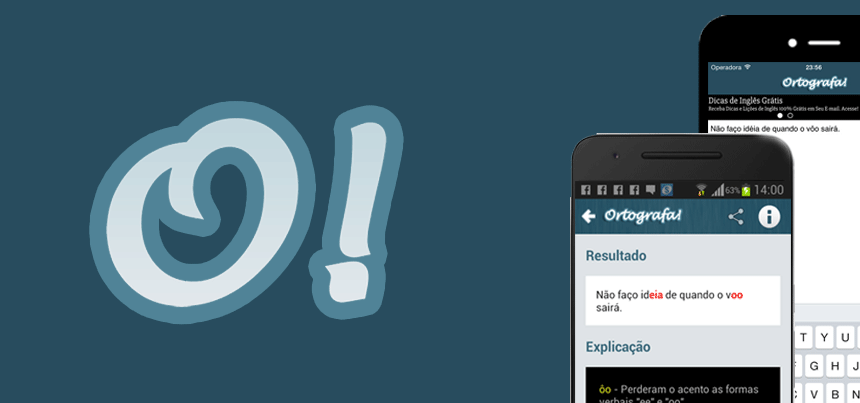 O!
Operadora 23:56
Ortografa!
Dicas de Inglês Grátis
Receba Dicas e Lições de Inglês 100% Grátis em Seu E-mail. Acesse!
Não faço idéia de quando o vôo sairá.
63% 14:00
Ortografa!
Resultado
Não faço ideia de quando o voo
sairá.
Explicação
ôo - Perderam o acento as formas
verbais "ee" e "oo"
T Y U
F G H J
C V B N